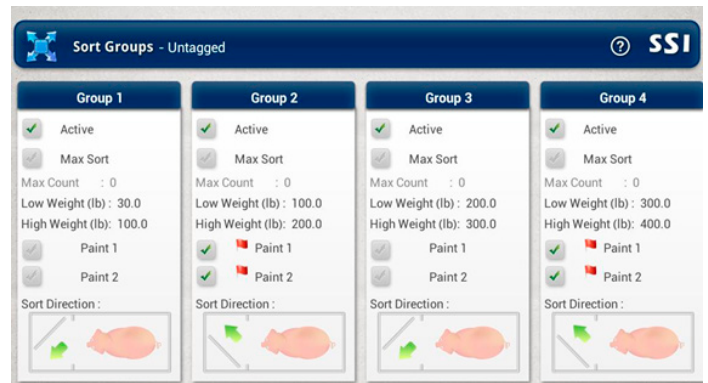 Sort Groups - Untagged
? SSI
Group 1
Active
Max Sort
Max Count : 0
Low Weight (lb) : 30.0
High Weight (lb): 100.0
Paint 1
Paint 2
Sort Direction :
Group 2
Active
Max Sort
Max Count : 0
Low Weight (lb) : 100.0
High Weight (lb): 200.0
Paint 1
Paint 2
Sort Direction :
Group 3
Active
Max Sort
Max Count : 0
Low Weight (lb) : 200.0
High Weight (lb): 300.0
Paint 1
Paint 2
Sort Direction :
Group 4
Active
Max Sort
Max Count : 0
Low Weight (lb) : 300.0
High Weight (lb): 400.0
Paint 1
Paint 2
Sort Direction :